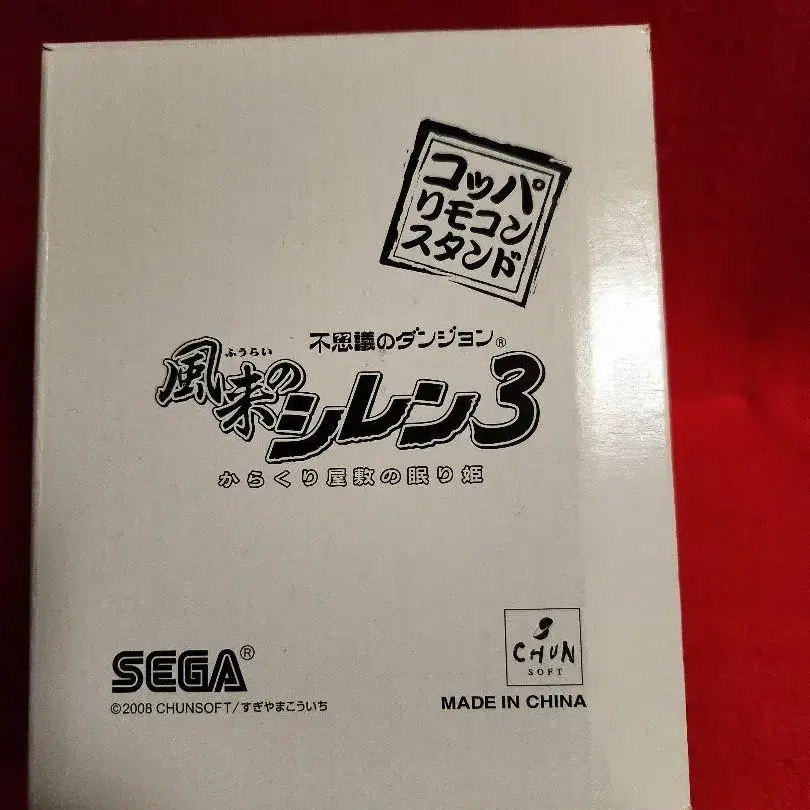 コッパ
リモコン
スタンド
不思議のダンジョン®
ふうらい
風来のシレン3
からくり屋敷の眠り姫
SEGA®
©2008 CHUNSOFT/すぎやまこういち
CHUN
SOFT
MADE IN CHINA